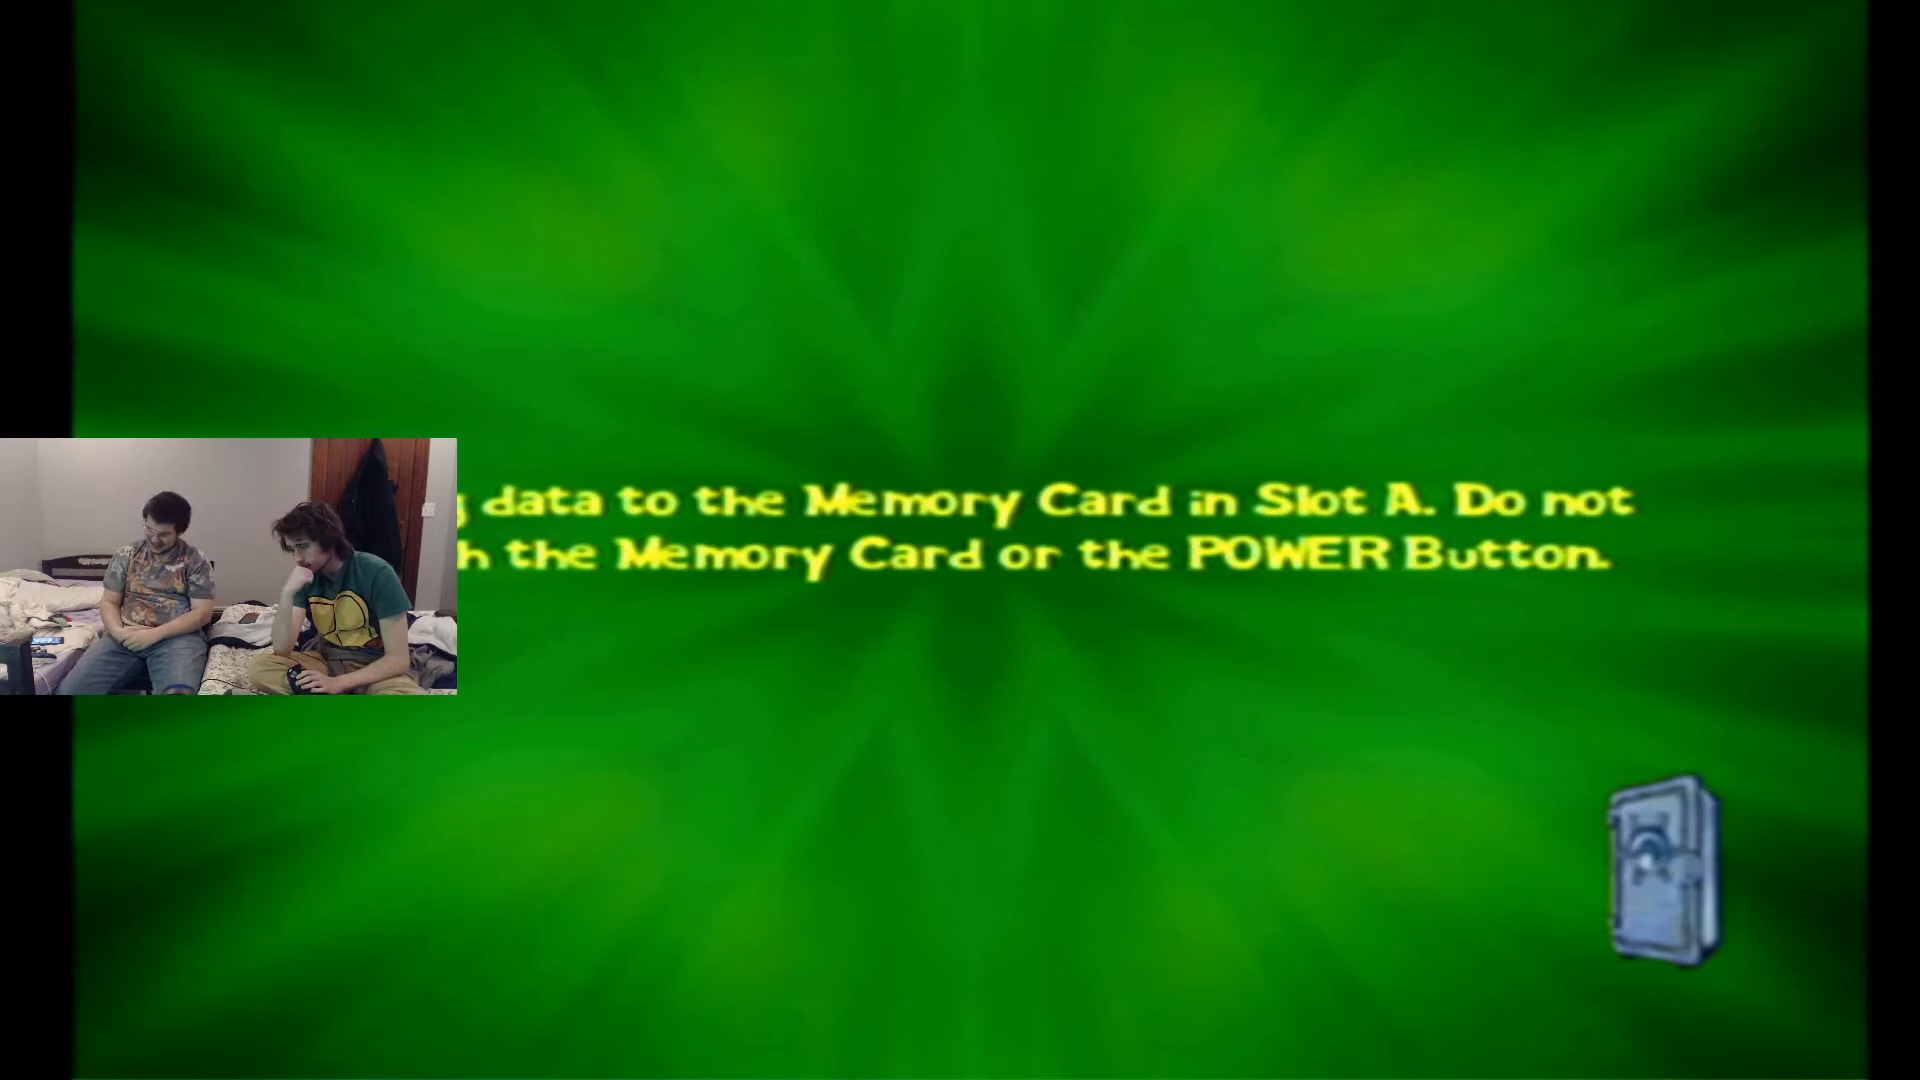 data to the Memory Card in Slot A. Do not
the Memory Card or the POWER Button.